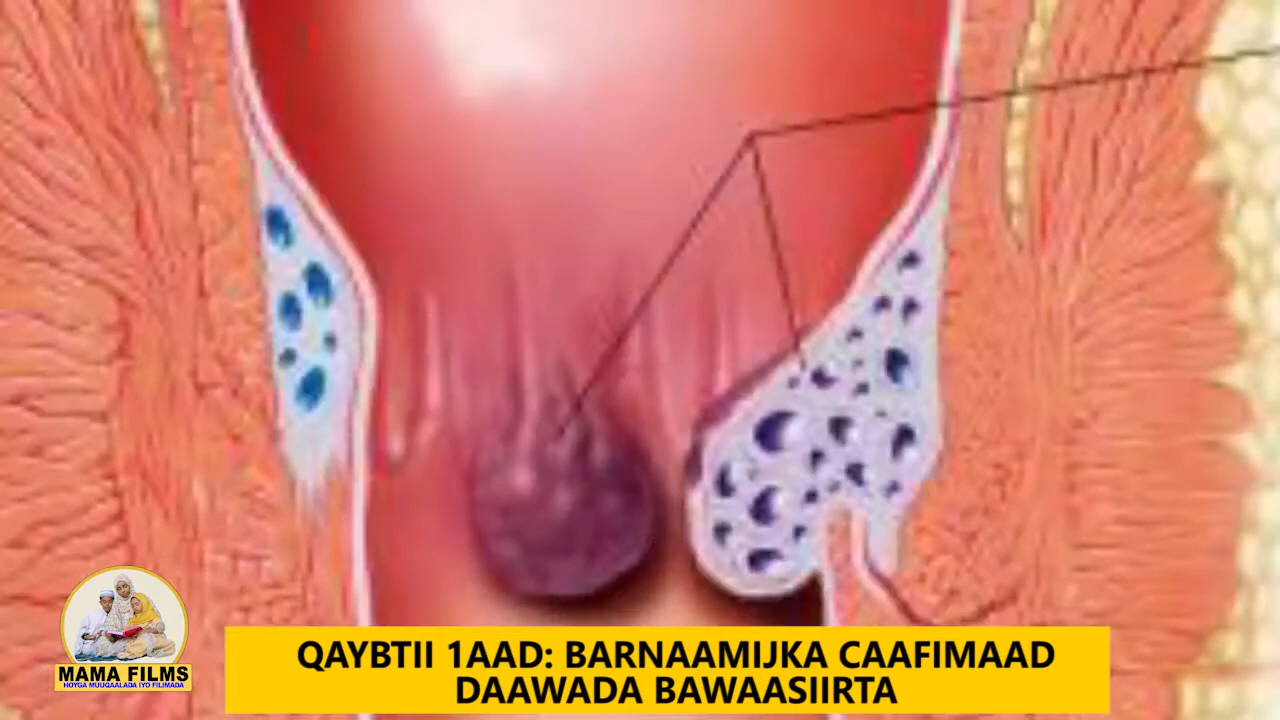 QAYBTII 1AAD: BARNAAMIJKA CAAFIMAAD
DAAWADA BAWAASIIRTA
MAMA FILMS
HOYGA MUUQAALADA IYO FILIMADA